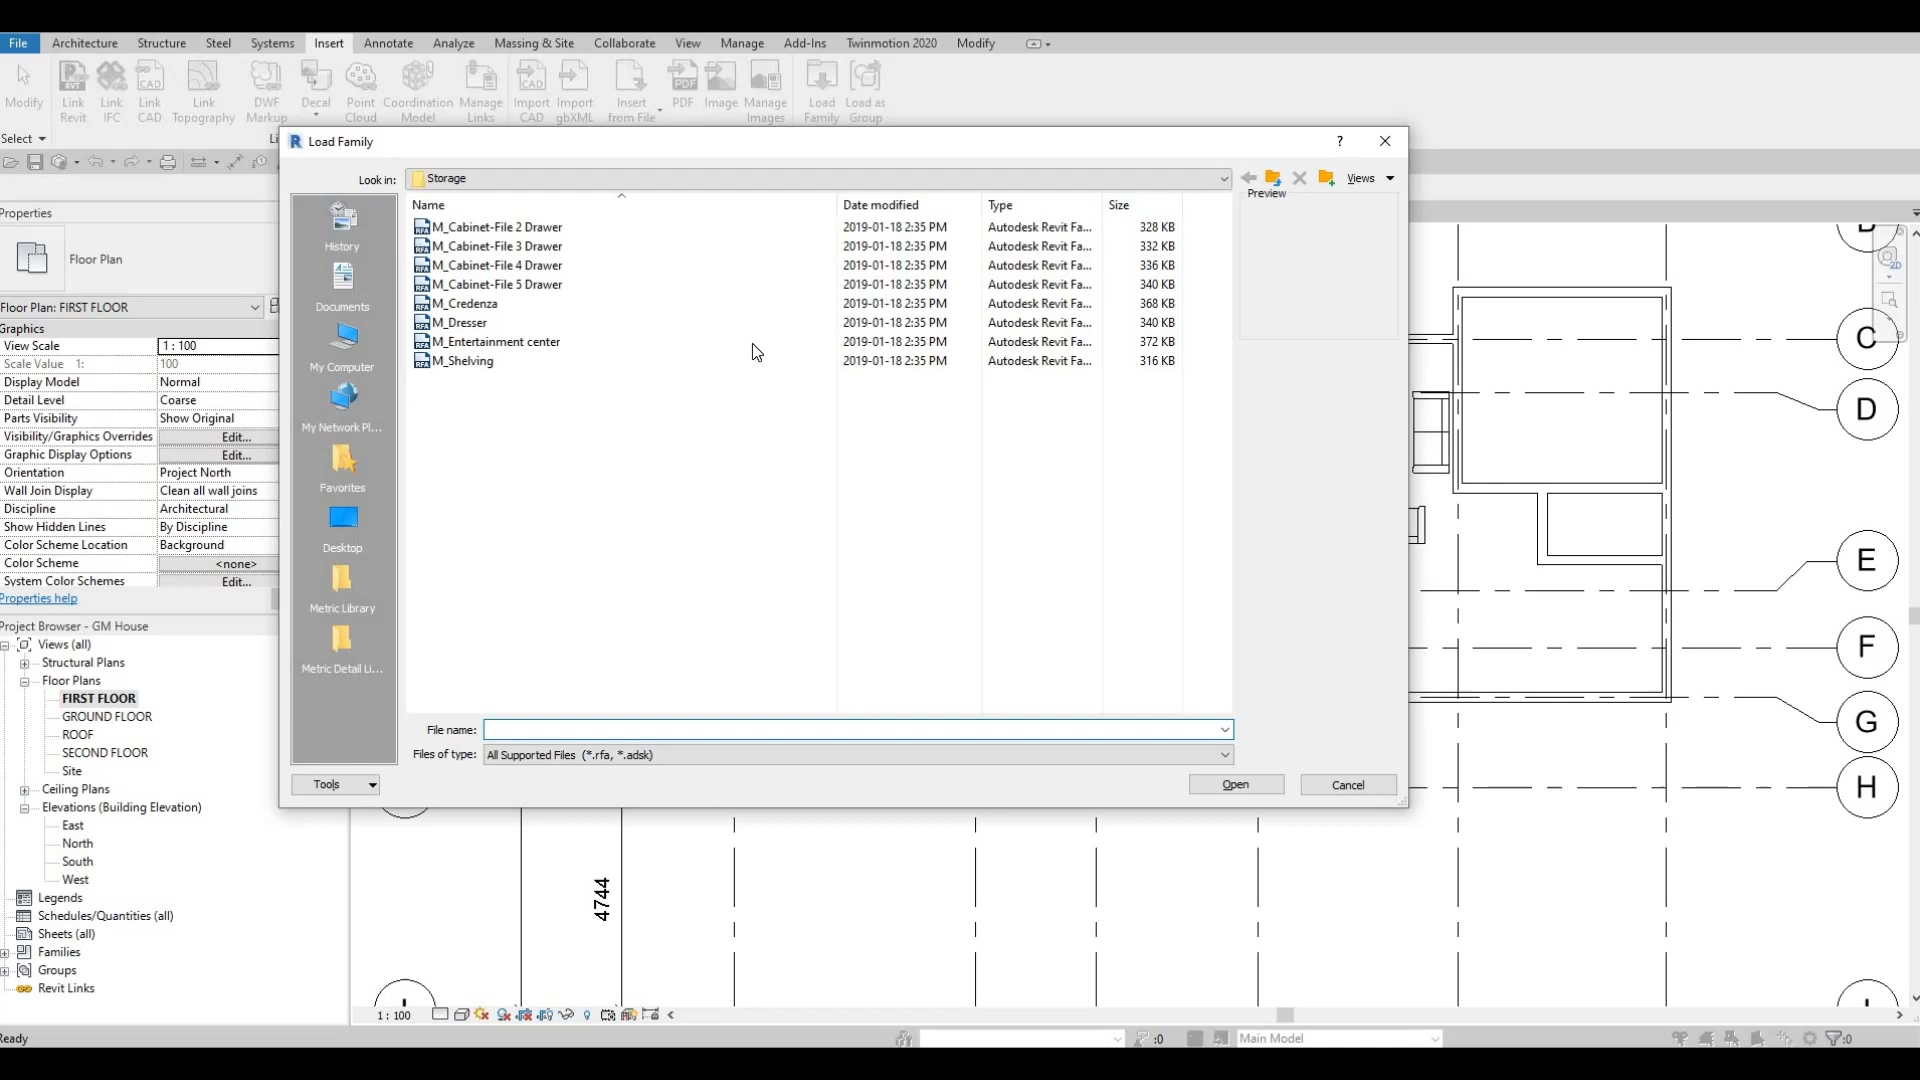 File Architecture Structure Steel Systems Insert Annotate Analyze Massing & Site Collaborate View Manage Add-Ins Twinmotion 2020 Modify
Modify Link Revit Link IFC Link CAD Link Topography DWF Markup Decal Point Cloud Coordination Model Manage Links Import CAD Import gbXML Insert from File PDF Image Manage Images Load Family Load as Group
Select
Load Family
Look in: Storage Views
Preview
Name Date modified Type Size
M_Cabinet-File 2 Drawer 2019-01-18 2:35 PM Autodesk Revit Fa... 328 KB
M_Cabinet-File 3 Drawer 2019-01-18 2:35 PM Autodesk Revit Fa... 332 KB
M_Cabinet-File 4 Drawer 2019-01-18 2:35 PM Autodesk Revit Fa... 336 KB
M_Cabinet-File 5 Drawer 2019-01-18 2:35 PM Autodesk Revit Fa... 340 KB
M_Credenza 2019-01-18 2:35 PM Autodesk Revit Fa... 368 KB
M_Dresser 2019-01-18 2:35 PM Autodesk Revit Fa... 340 KB
M_Entertainment center 2019-01-18 2:35 PM Autodesk Revit Fa... 372 KB
M_Shelving 2019-01-18 2:35 PM Autodesk Revit Fa... 316 KB
History
Documents
My Computer
My Network Pl...
Favorites
Desktop
Metric Library
Metric Detail Li...
File name:
Files of type: All Supported Files (*.rfa, *.adsk)
Tools Open Cancel
Properties
Floor Plan
Floor Plan: FIRST FLOOR
Graphics
View Scale 1 : 100
Scale Value 1: 100
Display Model Normal
Detail Level Coarse
Parts Visibility Show Original
Visibility/Graphics Overrides Edit...
Graphic Display Options Edit...
Orientation Project North
Wall Join Display Clean all wall joins
Discipline Architectural
Show Hidden Lines By Discipline
Color Scheme Location Background
Color Scheme <none>
System Color Schemes Edit...
Properties help
Project Browser - GM House
Views (all)
Structural Plans
Floor Plans
FIRST FLOOR
GROUND FLOOR
ROOF
SECOND FLOOR
Site
Ceiling Plans
Elevations (Building Elevation)
East
North
South
West
Legends
Schedules/Quantities (all)
Sheets (all)
Families
Groups
Revit Links
C
D
E
F
G
H
4744
1 : 100
Ready
:0
Main Model
:0